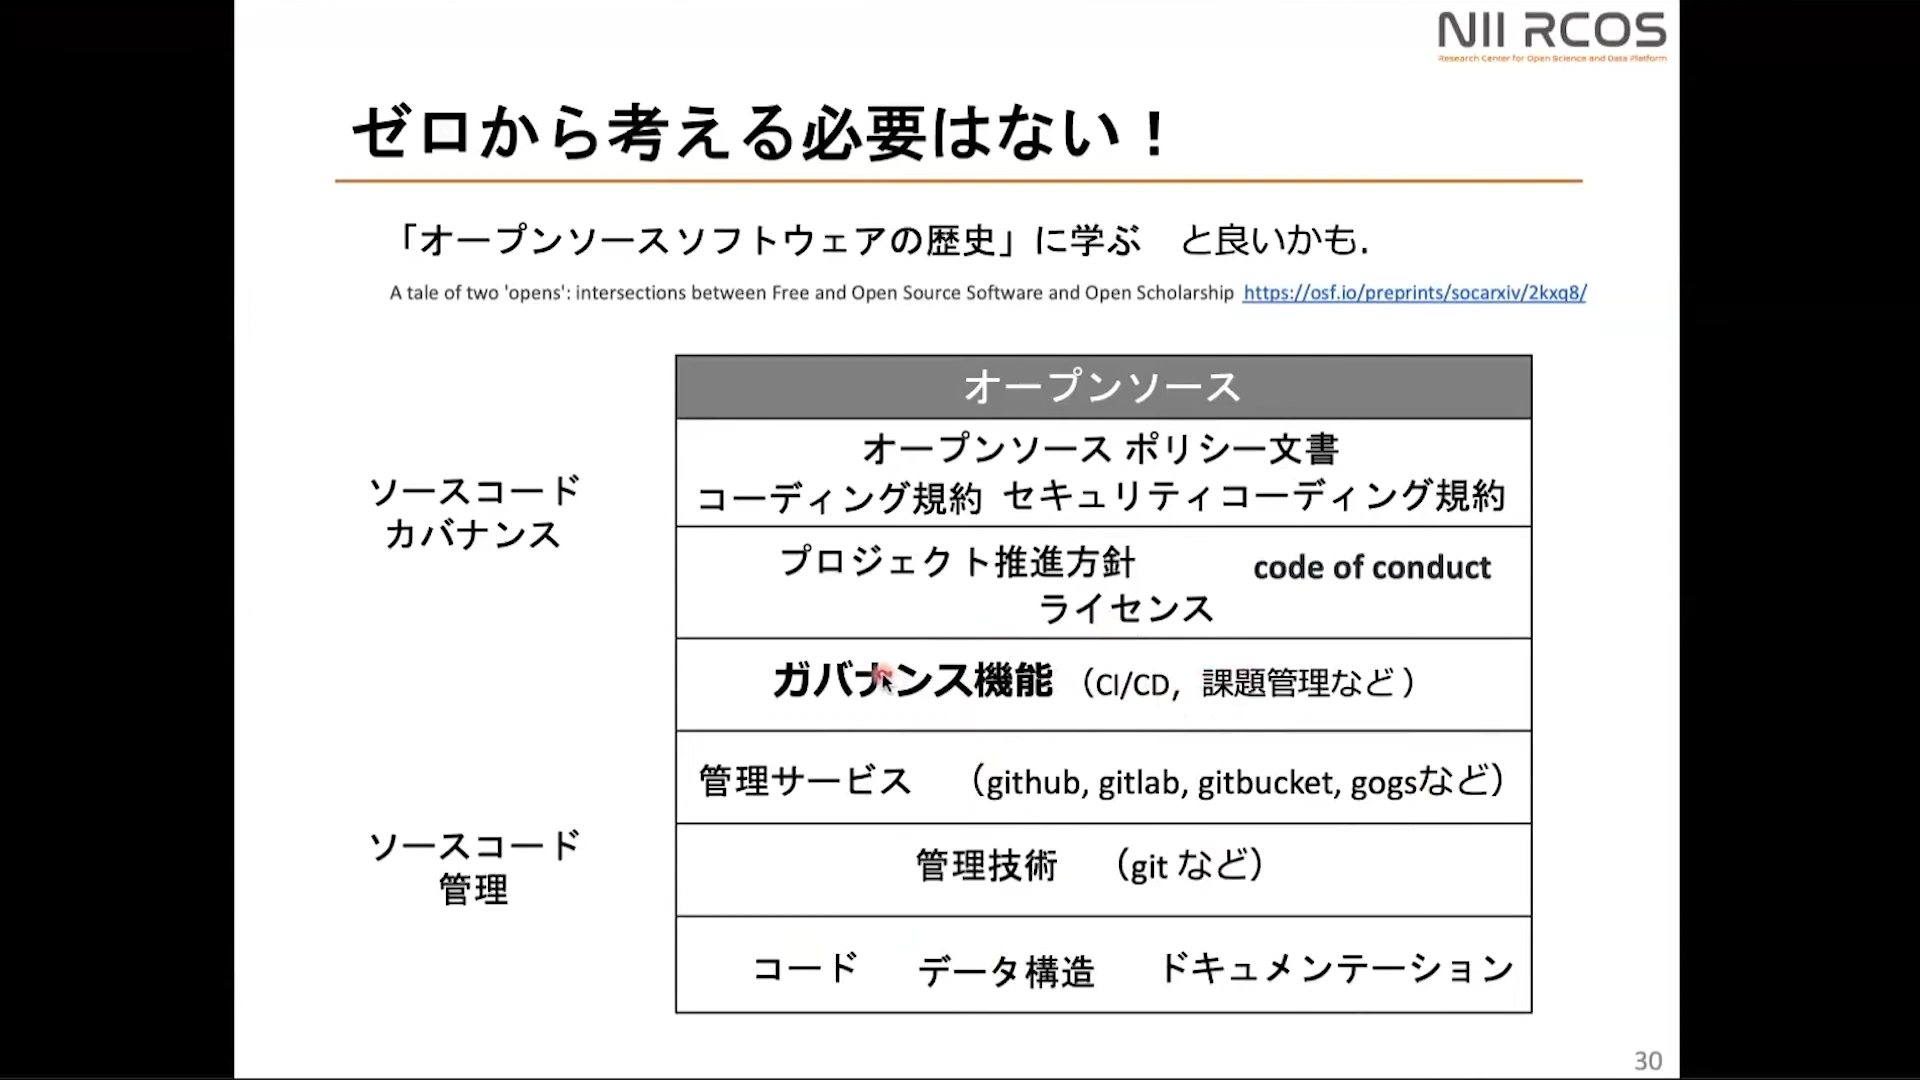 NII RCOS
Research Center for Open Science and Data Platform
ゼロから考える必要はない！
「オープンソースソフトウェアの歴史」に学ぶ　と良いかも.
A tale of two 'opens': intersections between Free and Open Source Software and Open Scholarship https://osf.io/preprints/socarxiv/2kxq8/
オープンソース
ソースコード
カバナンス
オープンソース ポリシー文書
コーディング規約 セキュリティコーディング規約
プロジェクト推進方針 code of conduct
ライセンス
ガバナンス機能（CI/CD，課題管理など）
管理サービス （github, gitlab, gitbucket, gogsなど）
ソースコード
管理
管理技術 （git など）
コード データ構造 ドキュメンテーション
30